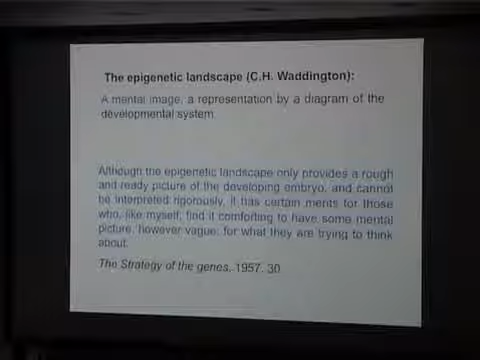 The epigenetic landscape (C.H. Waddington):
A mental image, a representation by a diagram of the
developmental system.
Although the epigenetic landscape only provides a rough
and ready picture of the developing embryo, and cannot
be interpreted rigorously, it has certain merits for those
who, like myself, find it comforting to have some mental
picture, however vague, for what they are trying to think
about.
The Strategy of the genes, 1957, 30